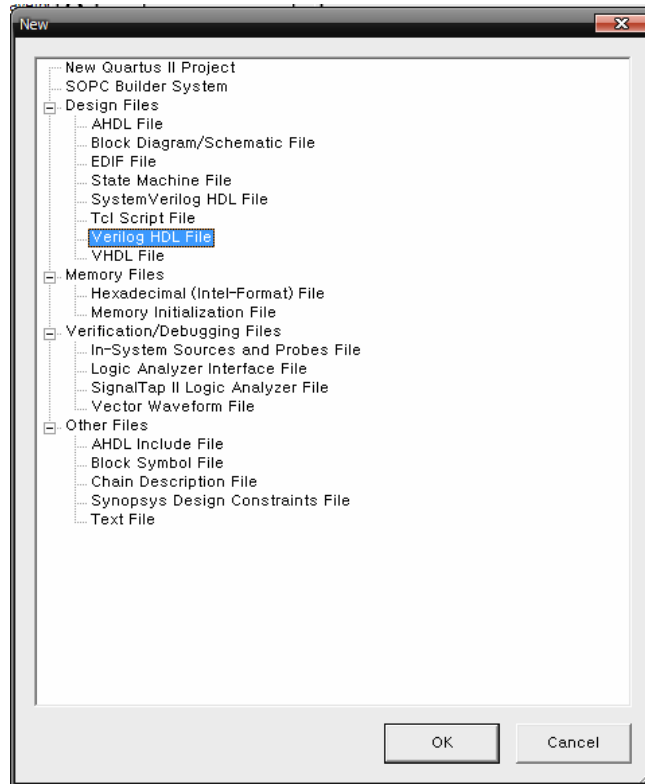 New
New Quartus II Project
SOPC Builder System
Design Files
AHDL File
Block Diagram/Schematic File
EDIF File
State Machine File
SystemVerilog HDL File
Tcl Script File
Verilog HDL File
VHDL File
Memory Files
Hexadecimal (Intel-Format) File
Memory Initialization File
Verification/Debugging Files
In-System Sources and Probes File
Logic Analyzer Interface File
SignalTap II Logic Analyzer File
Vector Waveform File
Other Files
AHDL Include File
Block Symbol File
Chain Description File
Synopsys Design Constraints File
Text File
OK Cancel